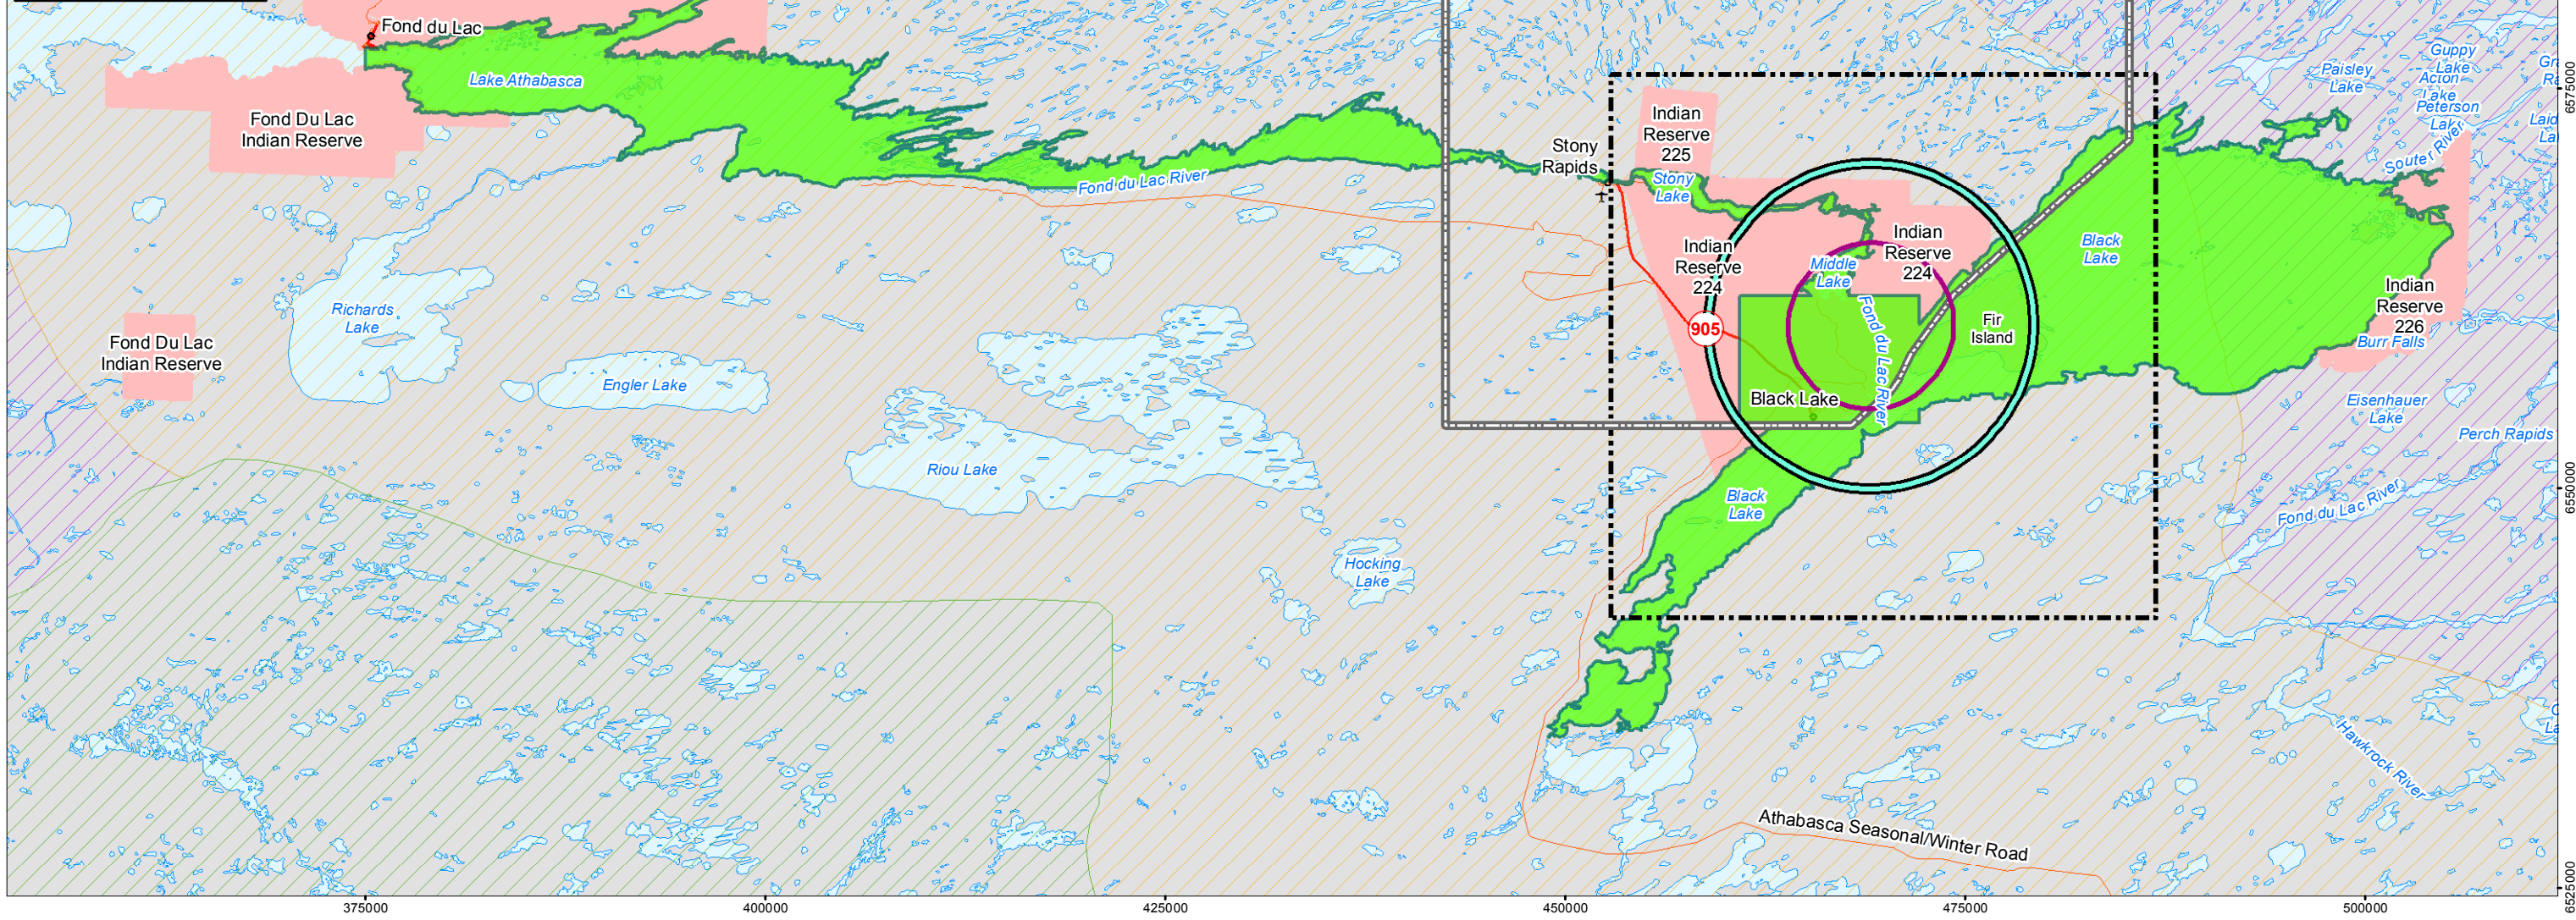 Fond du Lac
Lake Athabasca
Fond Du Lac
Indian Reserve
Fond du Lac River
Stony
Rapids
Indian
Reserve
225
Stony
Lake
Guppy
Lake
Paisley
Lake
Acton
Lake
Peterson
Lake
Souter River
6575000
Indian
Reserve
224
Middle
Lake
Indian
Reserve
224
Black
Lake
Indian
Reserve
226
Burr Falls
Richards
Lake
Fond Du Lac
Indian Reserve
Engler Lake
905
Fond du Lac River
Fir
Island
Black Lake
Eisenhauer
Lake
Perch Rapids
Riou Lake
Black
Lake
Fond du Lac River
6550000
Hocking
Lake
Hawkrock River
Athabasca Seasonal/Winter Road
6525000
375000
400000
425000
450000
475000
500000